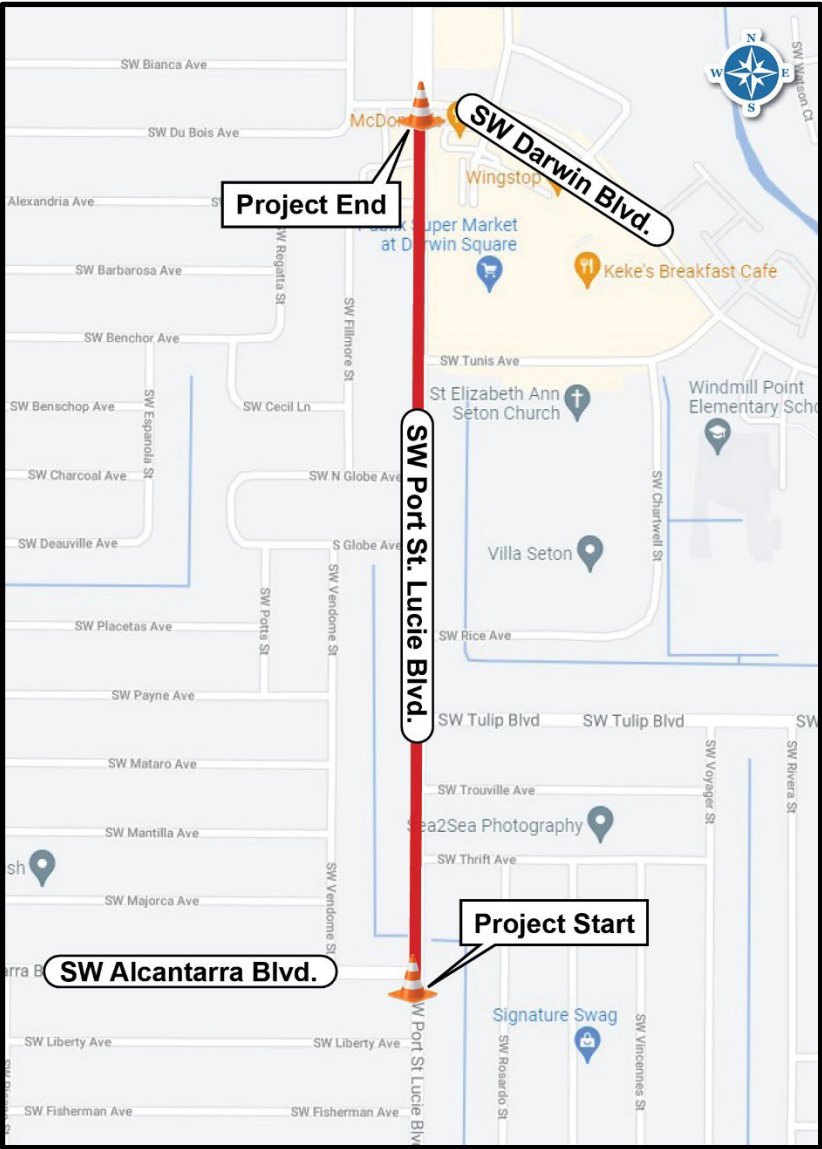 N
W
E
S
SW Watson Ct
SW Bianca Ave
SW Du Bois Ave
SW Darwin Blvd.
Wingstop
Project End
Alexandria Ave
Super Market
at Darwin Square
SW Regatta St
SW Barbarosa Ave
Keke's Breakfast Cafe
SW Fillmore St
SW Benchor Ave
SW Tunis Ave
St Elizabeth Ann
Seton Church
Windmill Point
Elementary Scho
SW Benschop Ave
SW Espanola St
SW Cecil Ln
SW Charcoal Ave
SW N Globe Ave
SW Port St. Lucie Blvd.
SW Chartwell St
SW Deauville Ave
S Globe Ave
Villa Seton
SW Potts St
SW Vendome St
SW Placetas Ave
SW Rice Ave
SW Payne Ave
SW Tulip Blvd
SW Tulip Blvd
SW
SW Mataro Ave
SW Voyager St
SW Rivera St
SW Trouville Ave
SW Mantilla Ave
Sea2Sea Photography
SW Thrift Ave
sh
SW Vendome St
SW Majorca Ave
Project Start
SW Alcantarra Blvd.
Signature Swag
SW Liberty Ave
SW Liberty Ave
W Port St Lucie Blv
SW Rosardo St
SW Vincennes St
SW Fisherman Ave
SW Fisherman Ave